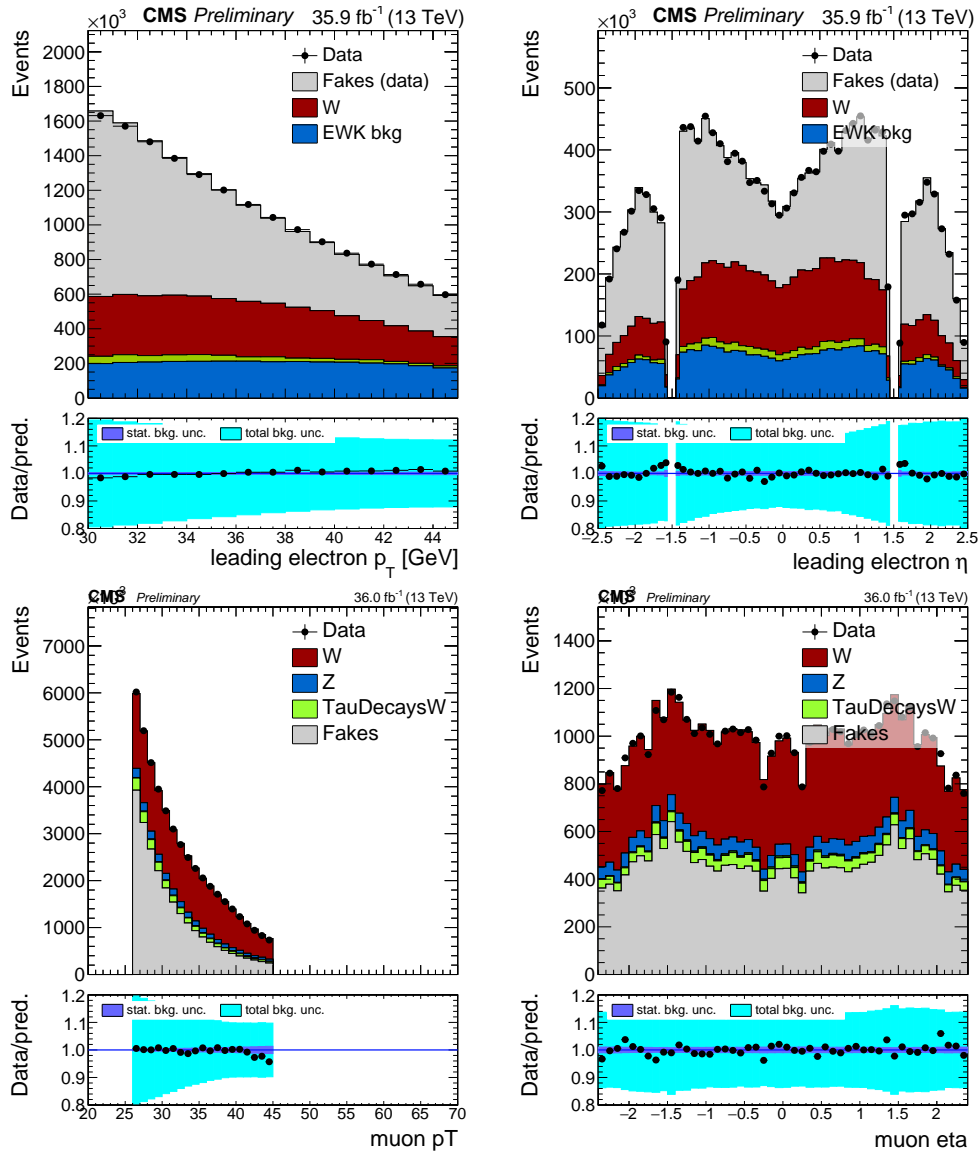 CMS Preliminary 35.9 fb⁻¹ (13 TeV)
×10³
Events
2000
1800
1600
1400
1200
1000
800
600
400
200
0
Data
Fakes (data)
W
EWK bkg
Data/pred.
1.2
1.1
1.0
0.9
0.8
stat. bkg. unc. total bkg. unc.
30 32 34 36 38 40 42 44
leading electron p_T [GeV]
CMS Preliminary 35.9 fb⁻¹ (13 TeV)
×10³
Events
500
400
300
200
100
0
Data
Fakes (data)
W
EWK bkg
Data/pred.
1.2
1.1
1.0
0.9
0.8
stat. bkg. unc. total bkg. unc.
−2.5 −2 −1.5 −1 −0.5 0 0.5 1 1.5 2 2.5
leading electron η
CMS Preliminary 36.0 fb⁻¹ (13 TeV)
Events
7000
6000
5000
4000
3000
2000
1000
0
Data
W
Z
TauDecaysW
Fakes
Data/pred.
1.2
1.1
1.0
0.9
0.8
stat. bkg. unc. total bkg. unc.
20 25 30 35 40 45 50 55 60 65 70
muon pT
CMS Preliminary 36.0 fb⁻¹ (13 TeV)
Events
1400
1200
1000
800
600
400
200
0
Data
W
Z
TauDecaysW
Fakes
Data/pred.
1.2
1.1
1.0
0.9
0.8
stat. bkg. unc. total bkg. unc.
−2 −1.5 −1 −0.5 0 0.5 1 1.5 2
muon eta